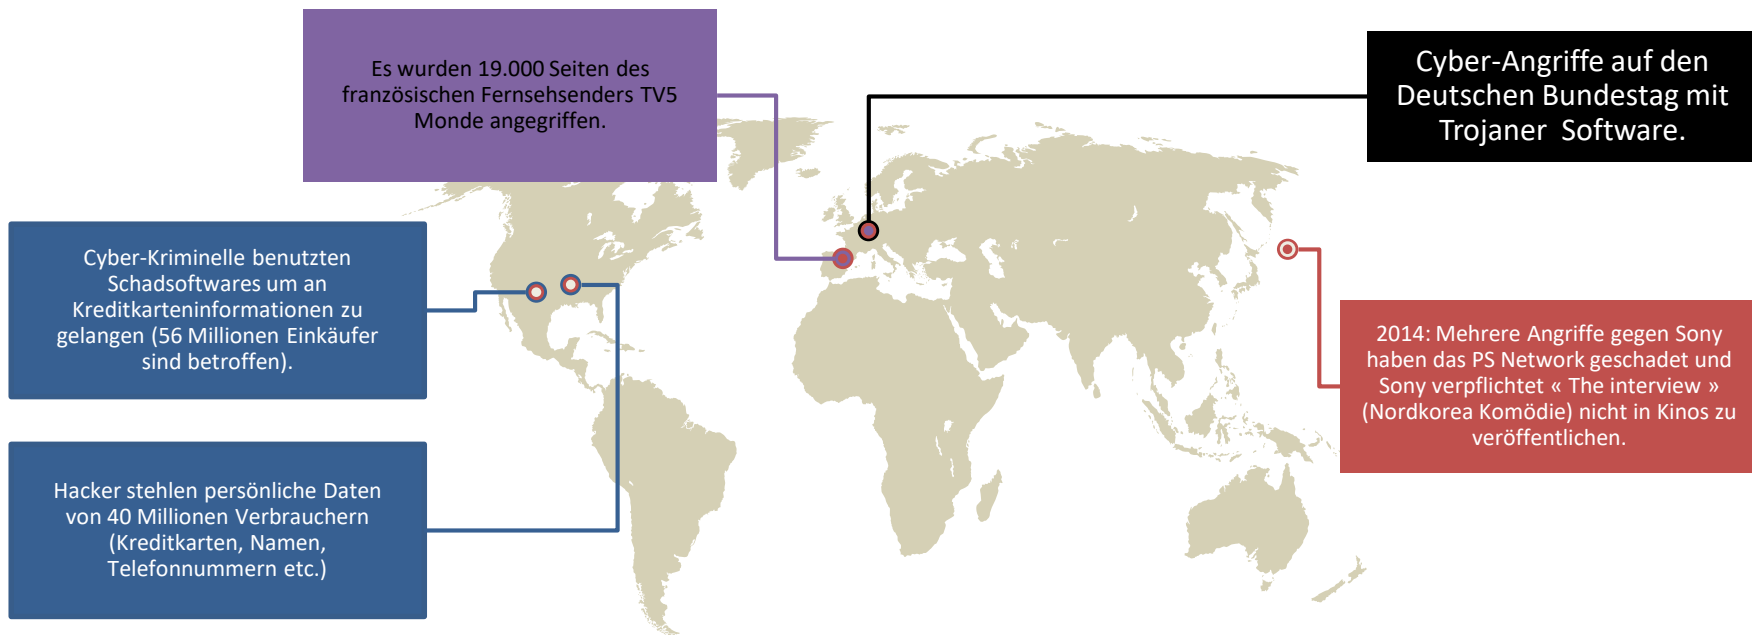 Es wurden 19.000 Seiten des
französischen Fernsehsenders TV5
Monde angegriffen.
Cyber-Angriffe auf den
Deutschen Bundestag mit
Trojaner Software.
Cyber-Kriminelle benutzten
Schadsoftwares um an
Kreditkarteninformationen zu
gelangen (56 Millionen Einkäufer
sind betroffen).
2014: Mehrere Angriffe gegen Sony
haben das PS Network geschadet und
Sony verpflichtet « The interview »
(Nordkorea Komödie) nicht in Kinos zu
veröffentlichen.
Hacker stehlen persönliche Daten
von 40 Millionen Verbrauchern
(Kreditkarten, Namen,
Telefonnummern etc.)